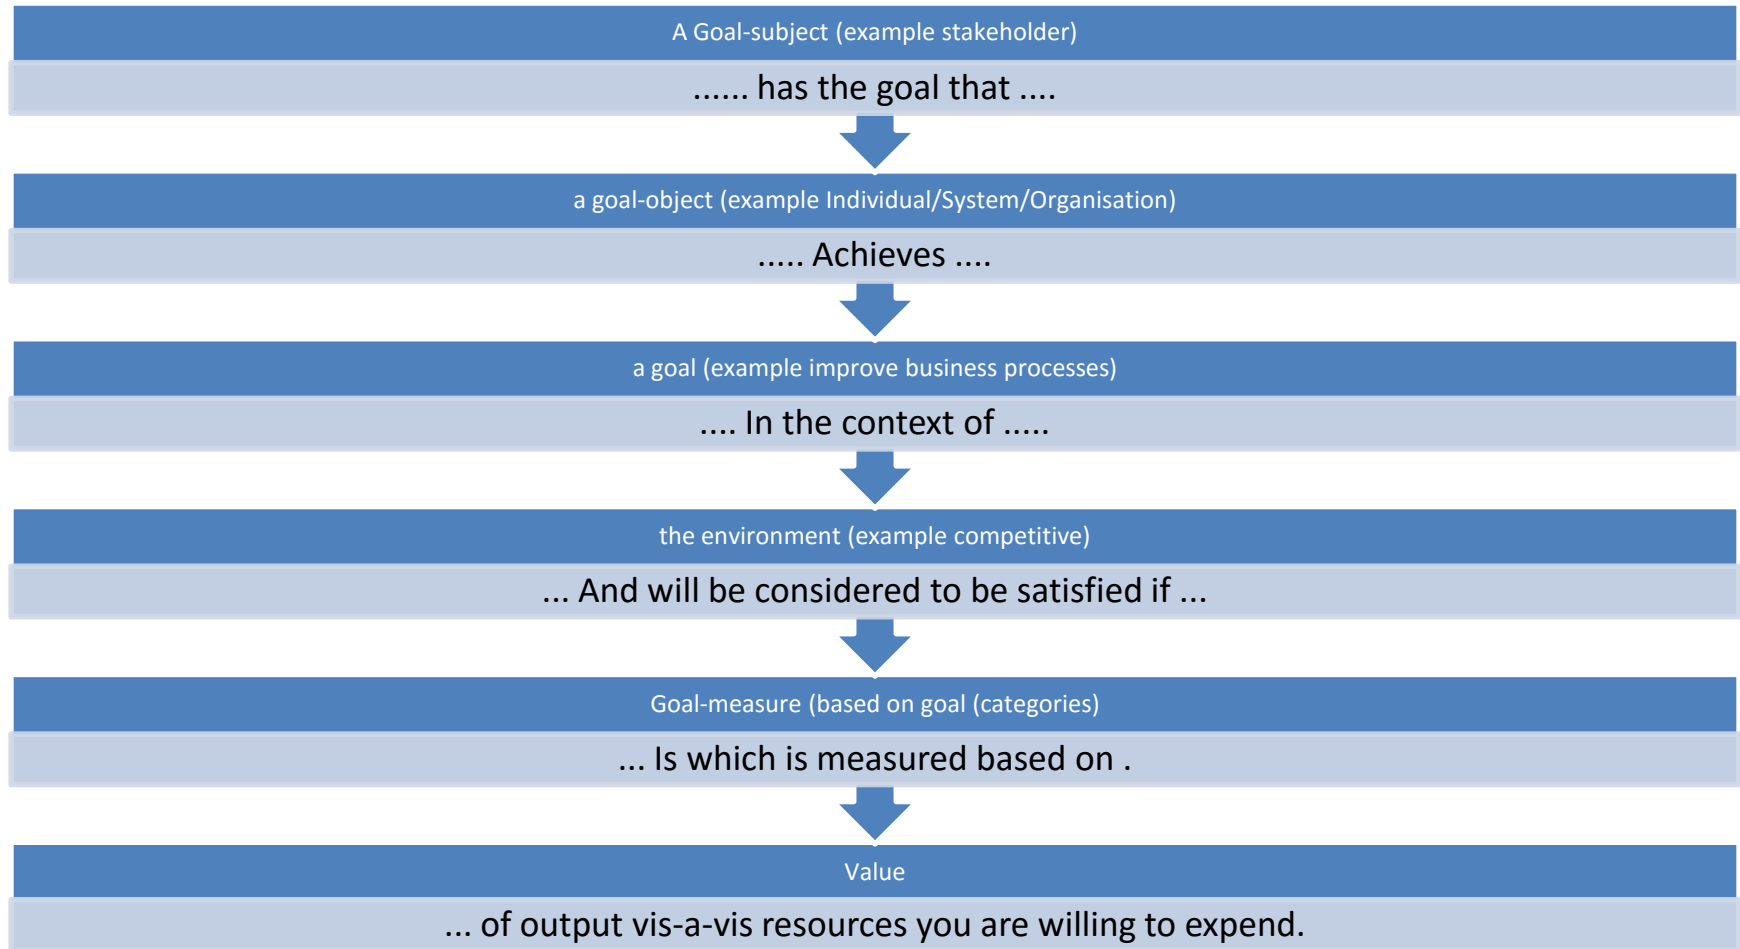 A Goal-subject (example stakeholder)
...... has the goal that ....
a goal-object (example Individual/System/Organisation)
..... Achieves ....
a goal (example improve business processes)
.... In the context of .....
the environment (example competitive)
... And will be considered to be satisfied if ...
Goal-measure (based on goal (categories)
... Is which is measured based on .
Value
... of output vis-a-vis resources you are willing to expend.